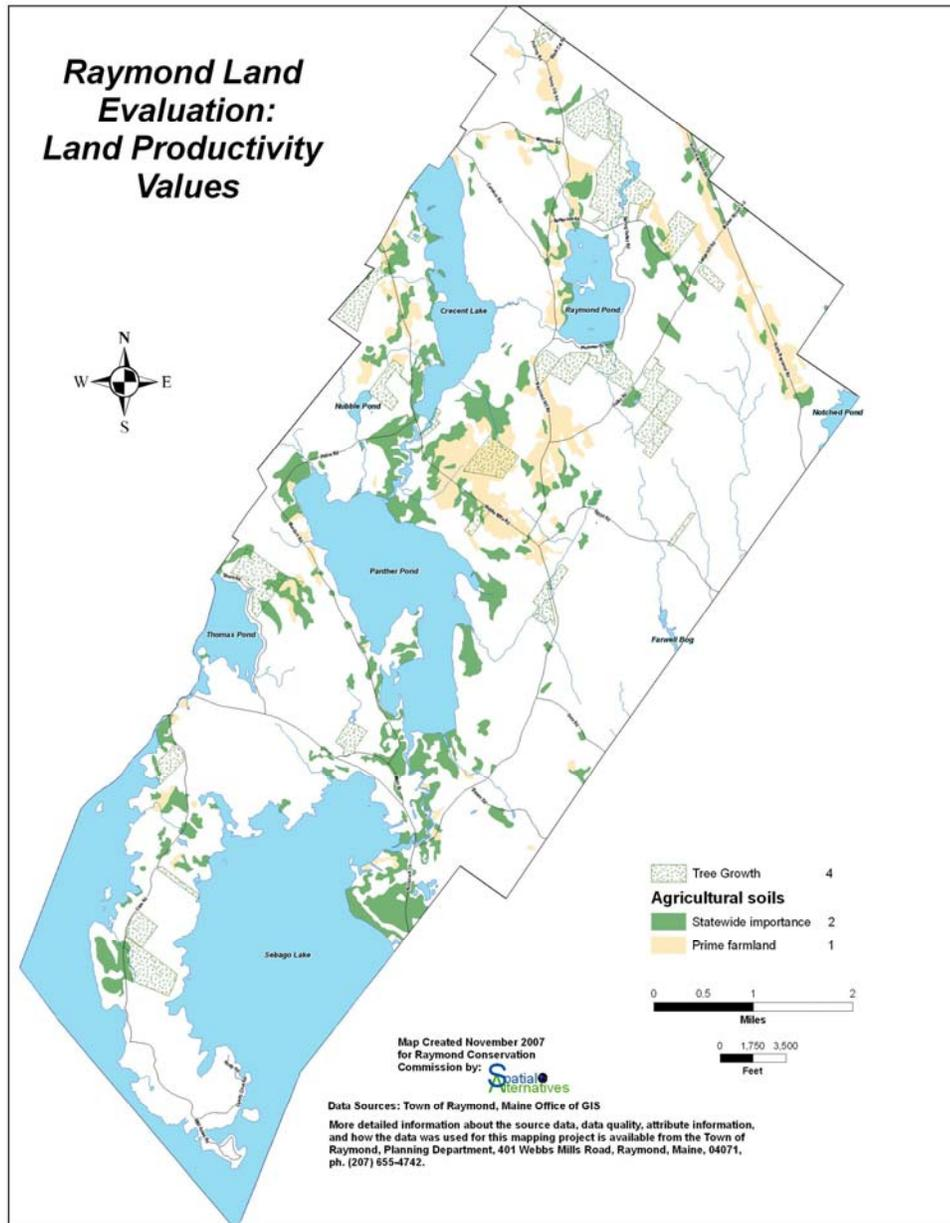 Raymond Land
Evaluation:
Land Productivity
Values
N
W
E
S
Crecent Lake
Raymond Pond
Nubble Pond
Notched Pond
Panther Pond
Thomas Pond
Farwell Bog
Sebago Lake
Tree Growth 4
Agricultural soils
Statewide importance 2
Prime farmland 1
0 0.5 1 2
Miles
0 1,750 3,500
Feet
Map Created November 2007
for Raymond Conservation
Commission by:
Spatial
Alternatives
Data Sources: Town of Raymond, Maine Office of GIS
More detailed information about the source data, data quality, attribute information,
and how the data was used for this mapping project is available from the Town of
Raymond, Planning Department, 401 Webbs Mills Road, Raymond, Maine, 04071,
ph. (207) 655-4742.